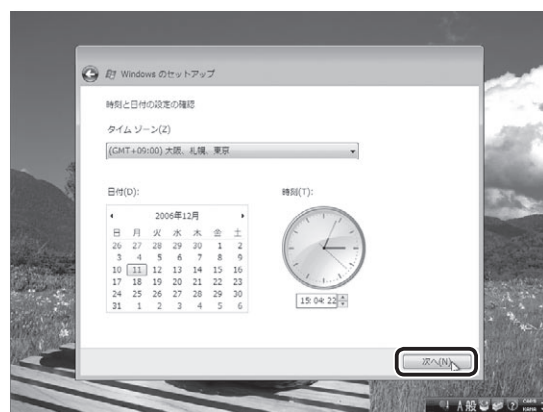 Windows のセットアップ
時刻と日付の設定の確認
タイム ゾーン(Z)
(GMT+09:00) 大阪、札幌、東京
日付(D):
時刻(T):
2006年12月
日 月 火 水 木 金 土
26 27 28 29 30 1 2
3 4 5 6 7 8 9
10 11 12 13 14 15 16
17 18 19 20 21 22 23
24 25 26 27 28 29 30
31 1 2 3 4 5 6
15:04:22
次へ(N)
A 般
CAPS
KANA